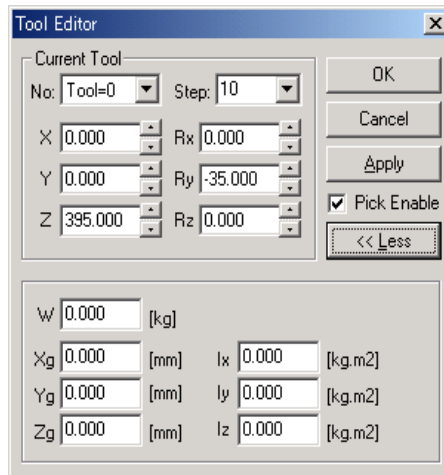 Tool Editor
Current Tool
No: Tool=0 Step: 10
X 0.000 Rx 0.000
Y 0.000 Ry -35.000
Z 395.000 Rz 0.000
OK
Cancel
Apply
Pick Enable
<< Less
W 0.000 [kg]
Xg 0.000 [mm] Ix 0.000 [kg.m2]
Yg 0.000 [mm] Iy 0.000 [kg.m2]
Zg 0.000 [mm] Iz 0.000 [kg.m2]